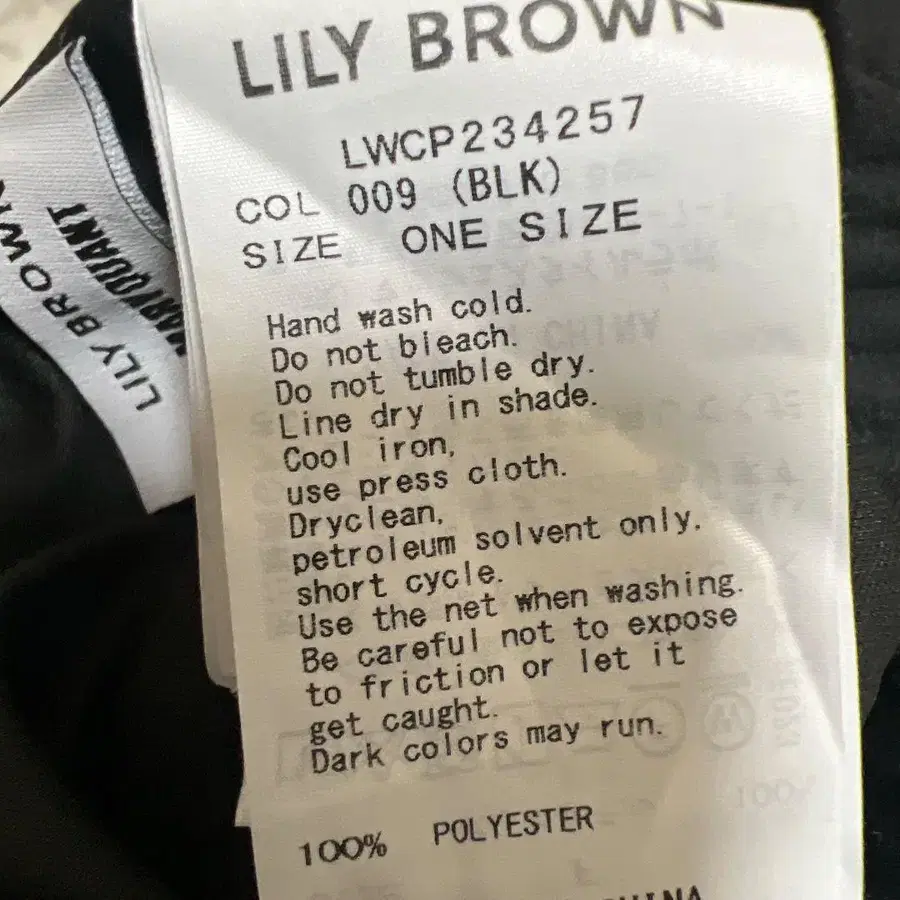 LILY BROWN
LWCP234257
COL 009 (BLK)
SIZE ONE SIZE
Hand wash cold.
Do not bleach.
Do not tumble dry.
Line dry in shade.
Cool iron,
use press cloth.
Dryclean,
petroleum solvent only,
short cycle.
Use the net when washing.
Be careful not to expose
to friction or let it
get caught.
Dark colors may run.
100% POLYESTER
LILY BROWN
MARY QUANT